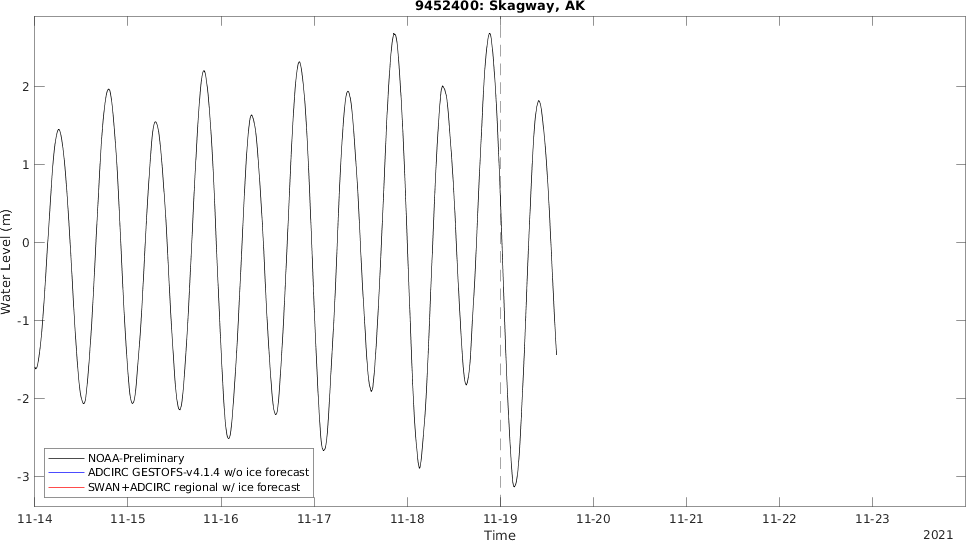 9452400: Skagway, AK
Water Level (m)
2
1
0
-1
-2
-3
NOAA-Preliminary
ADCIRC GESTOFS-v4.1.4 w/o ice forecast
SWAN+ADCIRC regional w/ ice forecast
11-14 11-15 11-16 11-17 11-18 11-19 11-20 11-21 11-22 11-23
Time
2021